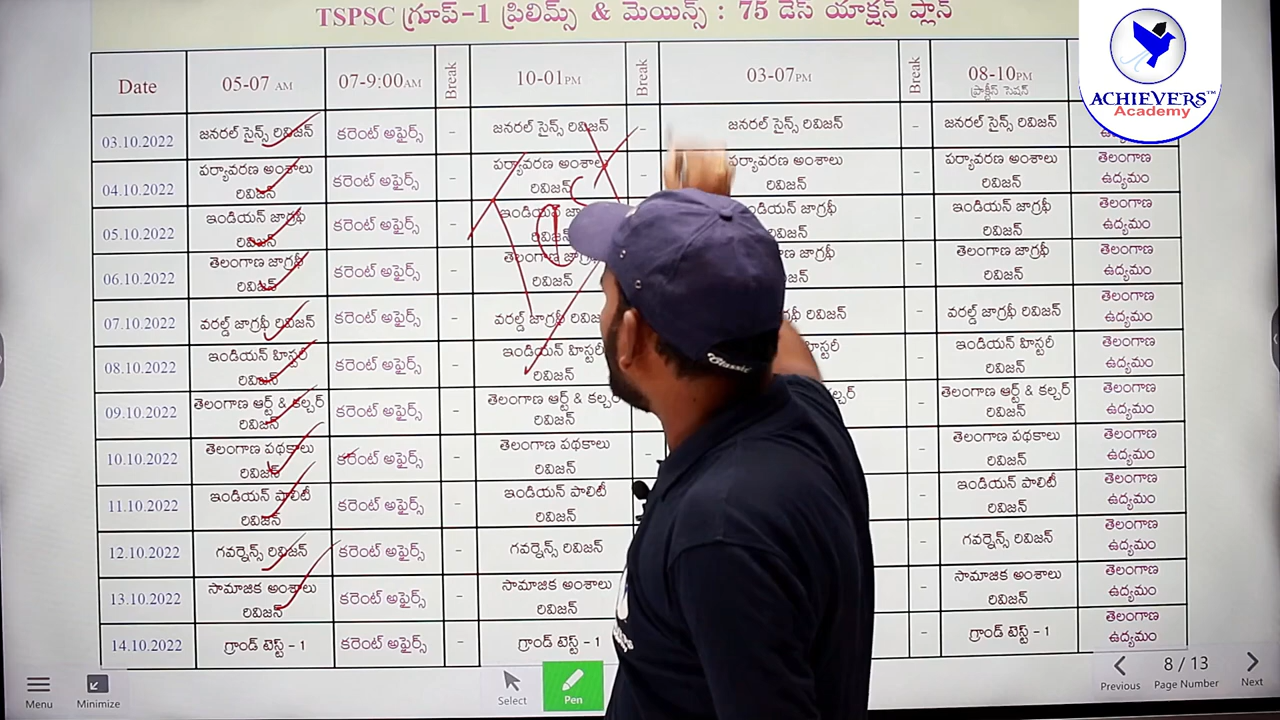 TSPSC గ్రూప్-1 ప్రిలిమ్స్ & మెయిన్స్ : 75 డేస్ యాక్షన్ ప్లాన్
ACHIEVERS™
Academy
Date 05-07 AM 07-9:00AM Break 10-01PM Break 03-07PM Break 08-10PM
ప్రాక్టీస్ సెషన్
03.10.2022 జనరల్ సైన్స్ రివిజన్ కరెంట్ అఫైర్స్ - జనరల్ సైన్స్ రివిజన్ - జనరల్ సైన్స్ రివిజన్ - జనరల్ సైన్స్ రివిజన్
04.10.2022 పర్యావరణ అంశాలు కరెంట్ అఫైర్స్ - పర్యావరణ అంశాలు - పర్యావరణ అంశాలు - పర్యావరణ అంశాలు తెలంగాణ
రివిజన్ రివిజన్ రివిజన్ రివిజన్ ఉద్యమం
05.10.2022 ఇండియన్ జాగ్రఫీ కరెంట్ అఫైర్స్ - ఇండియన్ - ఇండియన్ జాగ్రఫీ తెలంగాణ
రివిజన్ రివిజన్ రివిజన్ ఉద్యమం
06.10.2022 తెలంగాణ జాగ్రఫీ కరెంట్ అఫైర్స్ - తెలంగాణ - తెలంగాణ జాగ్రఫీ తెలంగాణ
రివిజన్ రివిజన్ రివిజన్ ఉద్యమం
07.10.2022 వరల్డ్ జాగ్రఫీ రివిజన్ కరెంట్ అఫైర్స్ - వరల్డ్ జాగ్రఫీ రివిజన్ - వరల్డ్ జాగ్రఫీ రివిజన్ తెలంగాణ
ఉద్యమం
08.10.2022 ఇండియన్ హిస్టరీ కరెంట్ అఫైర్స్ - ఇండియన్ హిస్టరీ - ఇండియన్ హిస్టరీ తెలంగాణ
రివిజన్ రివిజన్ రివిజన్ ఉద్యమం
09.10.2022 తెలంగాణ ఆర్ట్ & కల్చర్ కరెంట్ అఫైర్స్ - తెలంగాణ ఆర్ట్ & కల్చర్ - తెలంగాణ ఆర్ట్ & కల్చర్ తెలంగాణ
రివిజన్ రివిజన్ రివిజన్ ఉద్యమం
10.10.2022 తెలంగాణ పథకాలు కరెంట్ అఫైర్స్ - తెలంగాణ పథకాలు - - తెలంగాణ పథకాలు తెలంగాణ
రివిజన్ రివిజన్ రివిజన్ ఉద్యమం
11.10.2022 ఇండియన్ పాలిటీ కరెంట్ అఫైర్స్ - ఇండియన్ పాలిటీ - ఇండియన్ పాలిటీ తెలంగాణ
రివిజన్ రివిజన్ రివిజన్ ఉద్యమం
12.10.2022 గవర్నెన్స్ రివిజన్ కరెంట్ అఫైర్స్ - గవర్నెన్స్ రివిజన్ - గవర్నెన్స్ రివిజన్ తెలంగాణ
ఉద్యమం
13.10.2022 సామాజిక అంశాలు కరెంట్ అఫైర్స్ - సామాజిక అంశాలు - సామాజిక అంశాలు తెలంగాణ
రివిజన్ రివిజన్ రివిజన్ ఉద్యమం
14.10.2022 గ్రాండ్ టెస్ట్ - 1 కరెంట్ అఫైర్స్ - గ్రాండ్ టెస్ట్ - 1 - గ్రాండ్ టెస్ట్ - 1 తెలంగాణ
ఉద్యమం
Classic
Menu Minimize Select Pen Previous 8 / 13 Page Number Next